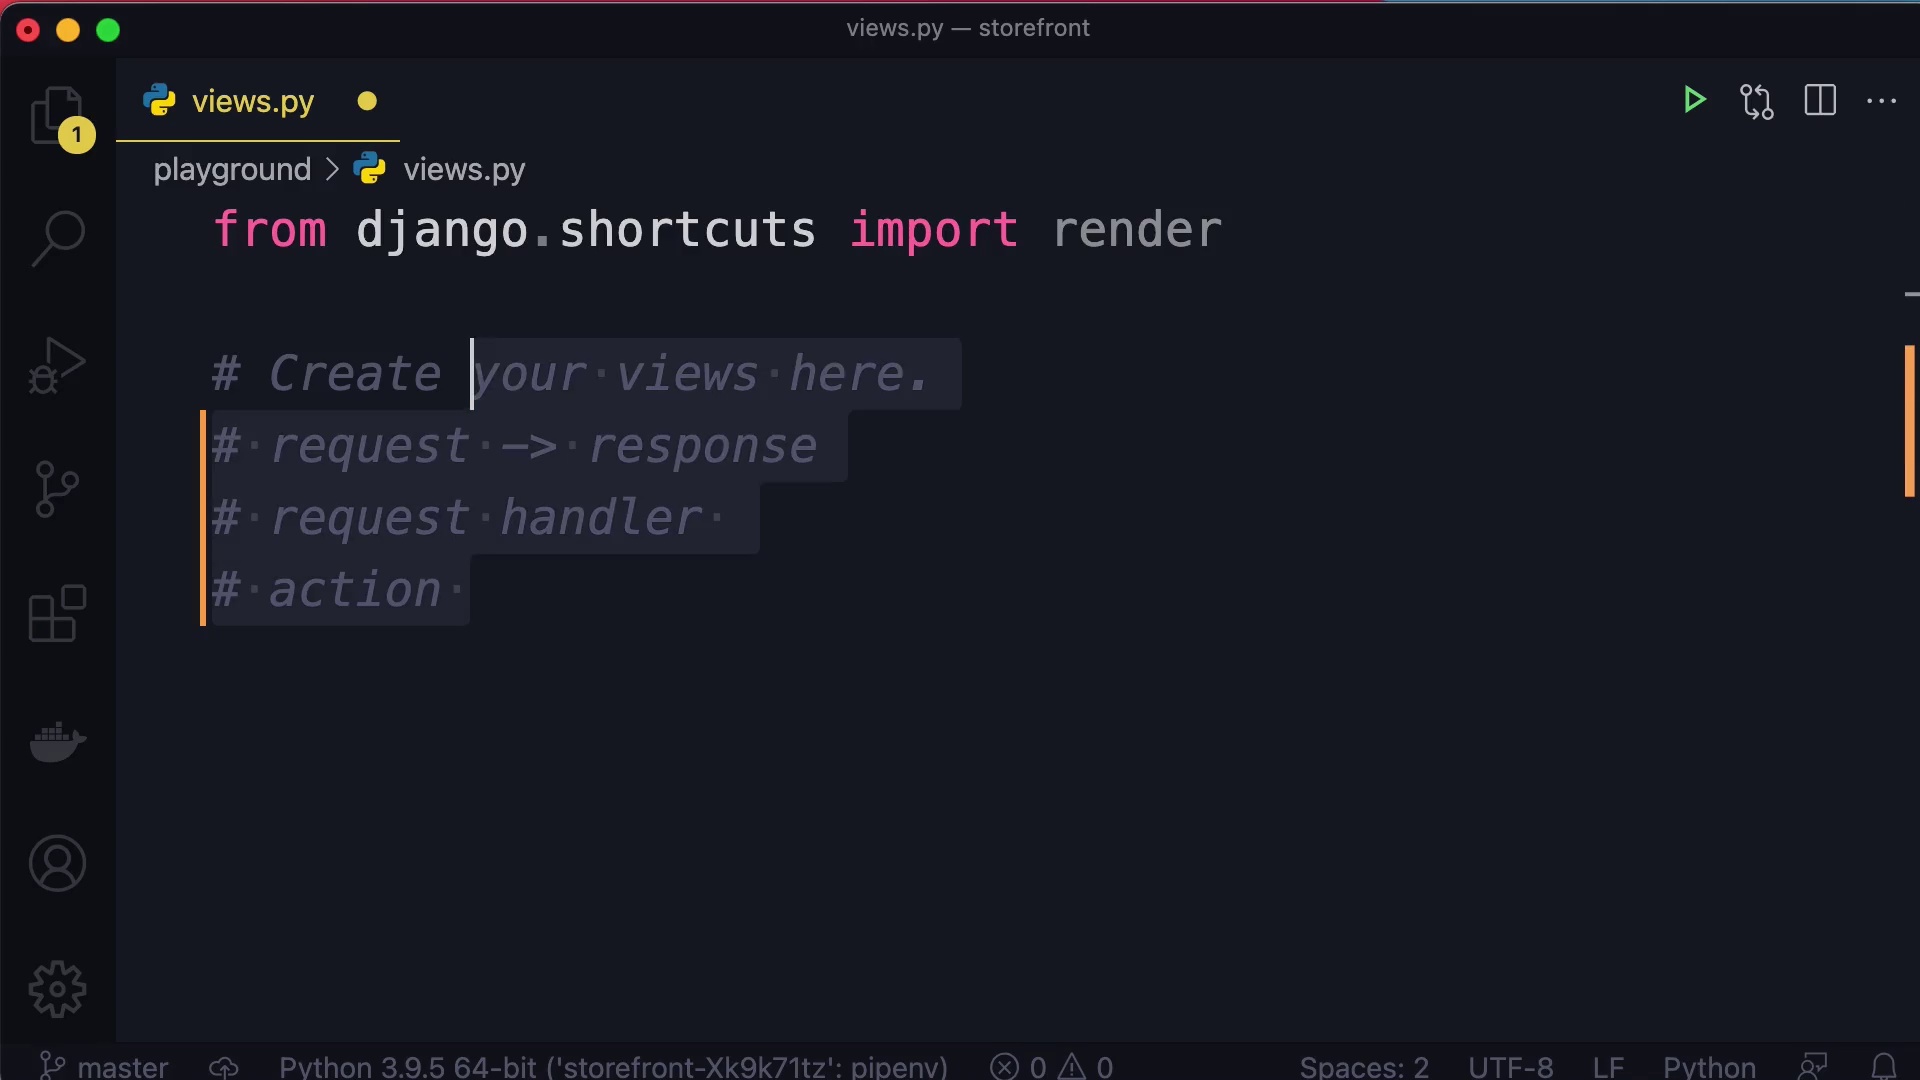 views.py — storefront
views.py
1
playground > views.py
from django.shortcuts import render
# Create your views here.
# request -> response
# request handler
# action
master Python 3.9.5 64-bit ('storefront-Xk9k71tz': pipenv) 0 0 Spaces: 2 UTF-8 LF Python